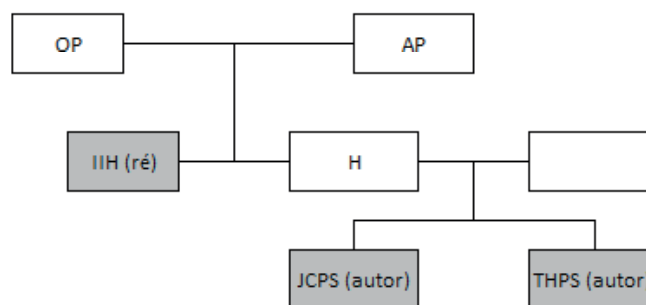 OP
AP
IIH (ré)
H
JCPS (autor)
THPS (autor)